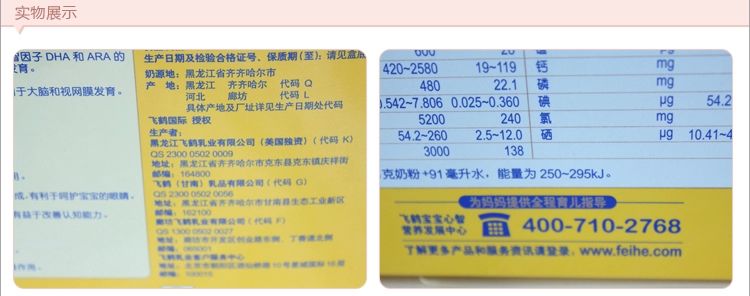 实物展示
因子 DHA 和 ARA 的
发育。
于大脑和视网膜发育。
成,有利于呵护宝宝的眼睛。
有益于改善认知能力。
作用。
生产日期及检验合格证号、保质期(至):请见盒底
奶源地:黑龙江省齐齐哈尔市
产 地:黑龙江 齐齐哈尔 代码 Q
河北 廊坊 代码 L
具体产地及厂址详见生产日期处代码
飞鹤国际 授权
生产者:
黑龙江飞鹤乳业有限公司(美国独资)(代码 K)
QS 2300 0502 0009
地址:黑龙江省齐齐哈尔市克东县克东镇庆祥街
邮编:164800
飞鹤(甘南)乳品有限公司(代码 G)
QS 2300 0502 0056
地址:黑龙江省齐齐哈尔市甘南县生态工业新区
邮编:162100
廊坊飞鹤乳业有限公司(代码 F)
QS 1300 0502 0027
邮编:065001
飞鹤乳业客户服务中心
600 20
420~2580 19~119 钙 mg
480 22.1 磷 mg
0.542~7.806 0.025~0.360 碘 μg 54.2
5200 240 氯 mg
54.2~260 2.5~12.0 硒 μg 10.41~4
3000 138
克奶粉+91毫升水,能量为 250~295kJ。
为妈妈提供全程育儿指导
飞鹤宝宝心智
营养发展中心
400-710-2768
了解更多产品和服务资讯请登录:www.feihe.com